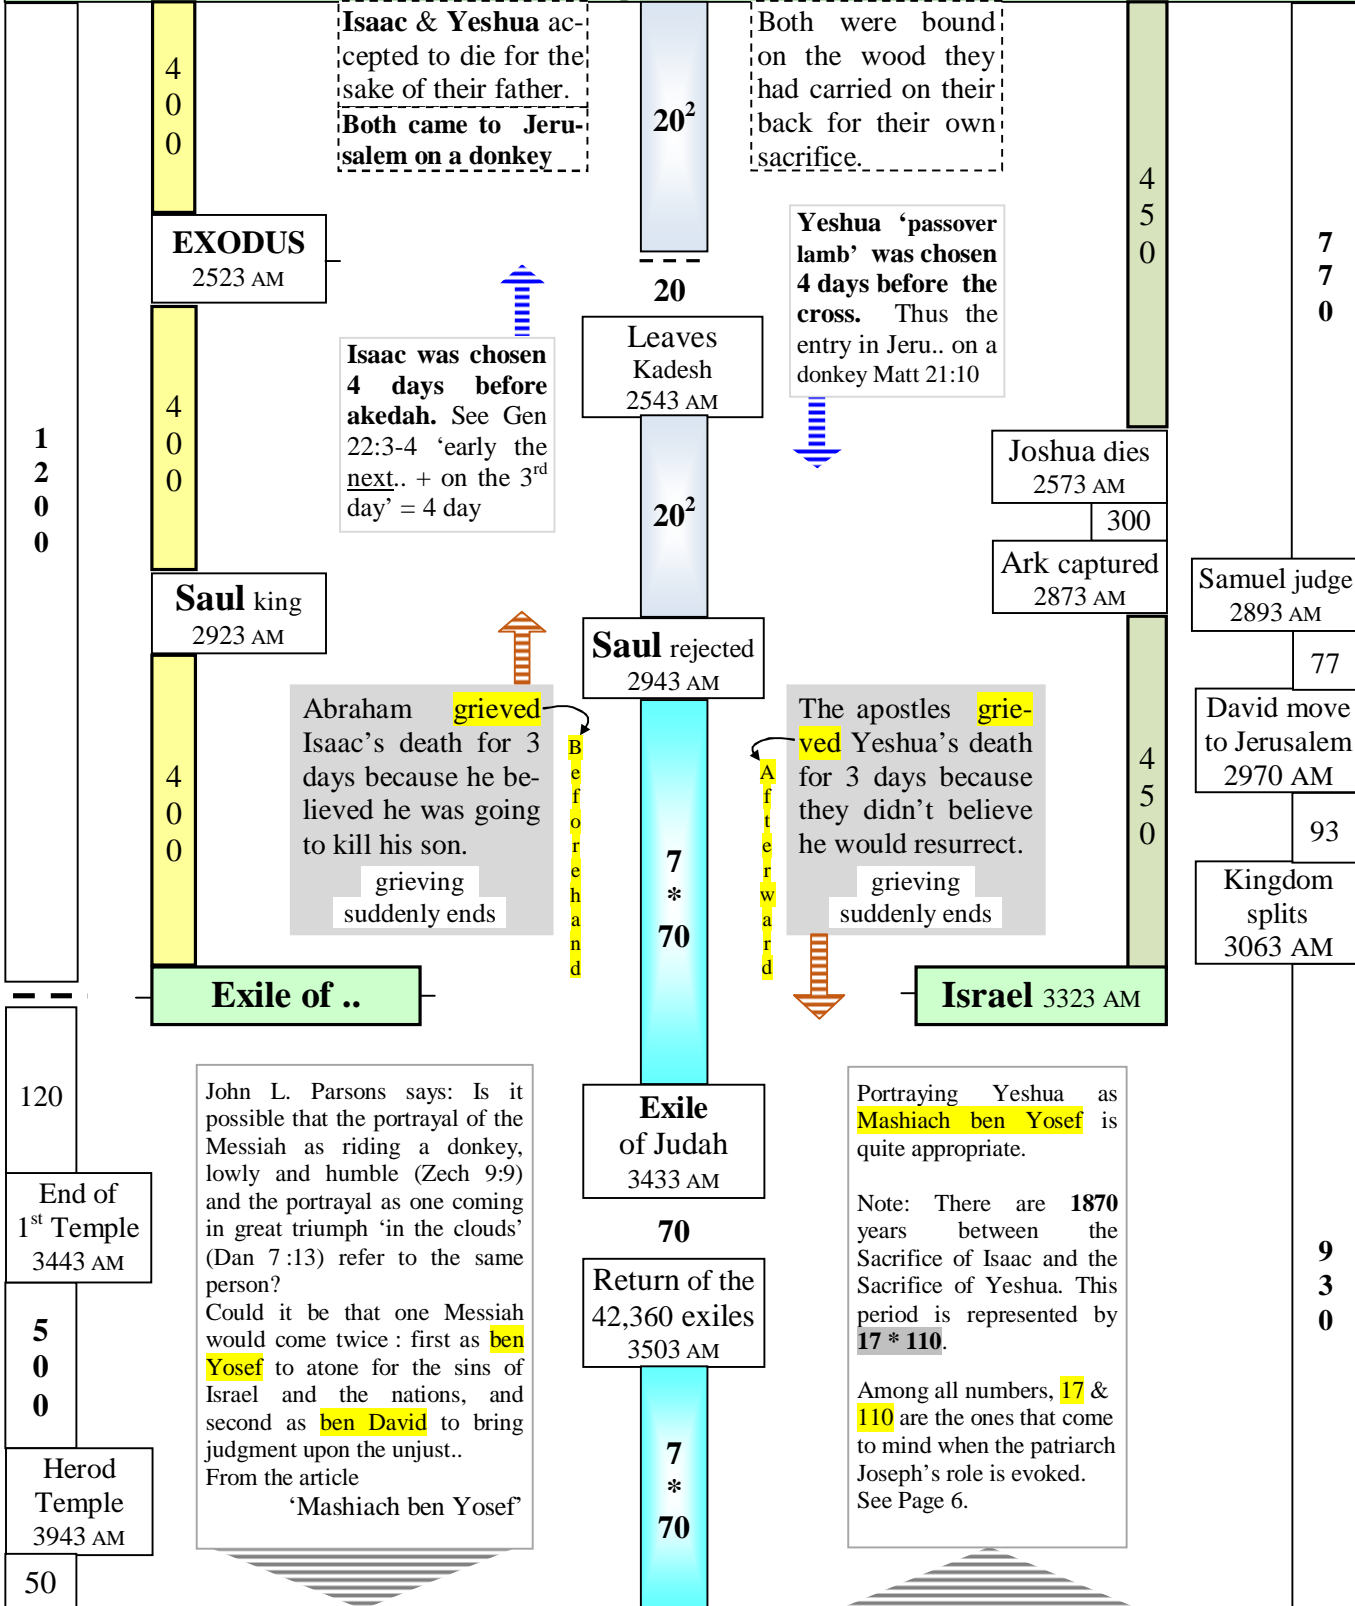 Isaac & Yeshua ac-
cepted to die for the
sake of their father.
Both came to Jeru-
salem on a donkey
Both were bound
on the wood they
had carried on their
back for their own
sacrifice.
4
0
0
20²
4
5
0
7
7
0
EXODUS
2523 AM
20
Leaves
Kadesh
2543 AM
Yeshua ‘passover
lamb’ was chosen
4 days before the
cross. Thus the
entry in Jeru.. on a
donkey Matt 21:10
Isaac was chosen
4 days before
akedah. See Gen
22:3-4 ‘early the
next.. + on the 3rd
day’ = 4 day
1
2
0
0
4
0
0
20²
Joshua dies
2573 AM
300
Ark captured
2873 AM
Samuel judge
2893 AM
77
David move
to Jerusalem
2970 AM
93
Kingdom
splits
3063 AM
Saul king
2923 AM
Saul rejected
2943 AM
Abraham grieved
Isaac’s death for 3
days because he be-
lieved he was going
to kill his son.
grieving
suddenly ends
B
e
f
o
r
e
h
a
n
d
A
f
t
e
r
w
a
r
d
The apostles grie-
ved Yeshua’s death
for 3 days because
they didn’t believe
he would resurrect.
grieving
suddenly ends
4
0
0
7
*
70
4
5
0
Exile of ..
Israel 3323 AM
120
End of
1st Temple
3443 AM
5
0
0
Herod
Temple
3943 AM
50
John L. Parsons says: Is it
possible that the portrayal of the
Messiah as riding a donkey,
lowly and humble (Zech 9:9)
and the portrayal as one coming
in great triumph ‘in the clouds’
(Dan 7 :13) refer to the same
person?
Could it be that one Messiah
would come twice : first as ben
Yosef to atone for the sins of
Israel and the nations, and
second as ben David to bring
judgment upon the unjust..
From the article
‘Mashiach ben Yosef’
Exile
of Judah
3433 AM
70
Return of the
42,360 exiles
3503 AM
7
*
70
Portraying Yeshua as
Mashiach ben Yosef is
quite appropriate.
Note: There are 1870
years between the
Sacrifice of Isaac and the
Sacrifice of Yeshua. This
period is represented by
17 * 110.
Among all numbers, 17 &
110 are the ones that come
to mind when the patriarch
Joseph’s role is evoked.
See Page 6.
9
3
0